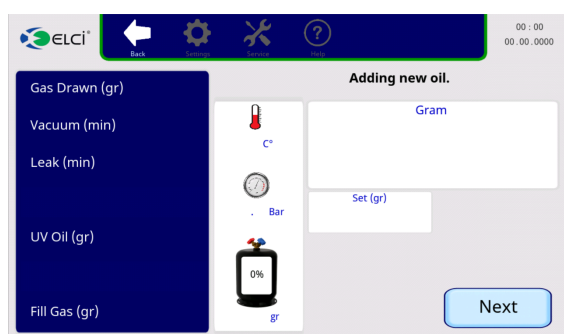 ELCİ
Back
Settings
Service
? Help
00 : 00
00 .00 .0000
Gas Drawn (gr)
Vacuum (min)
Leak (min)
UV Oil (gr)
Fill Gas (gr)
C°
. Bar
0%
gr
Adding new oil.
Gram
Set (gr)
Next